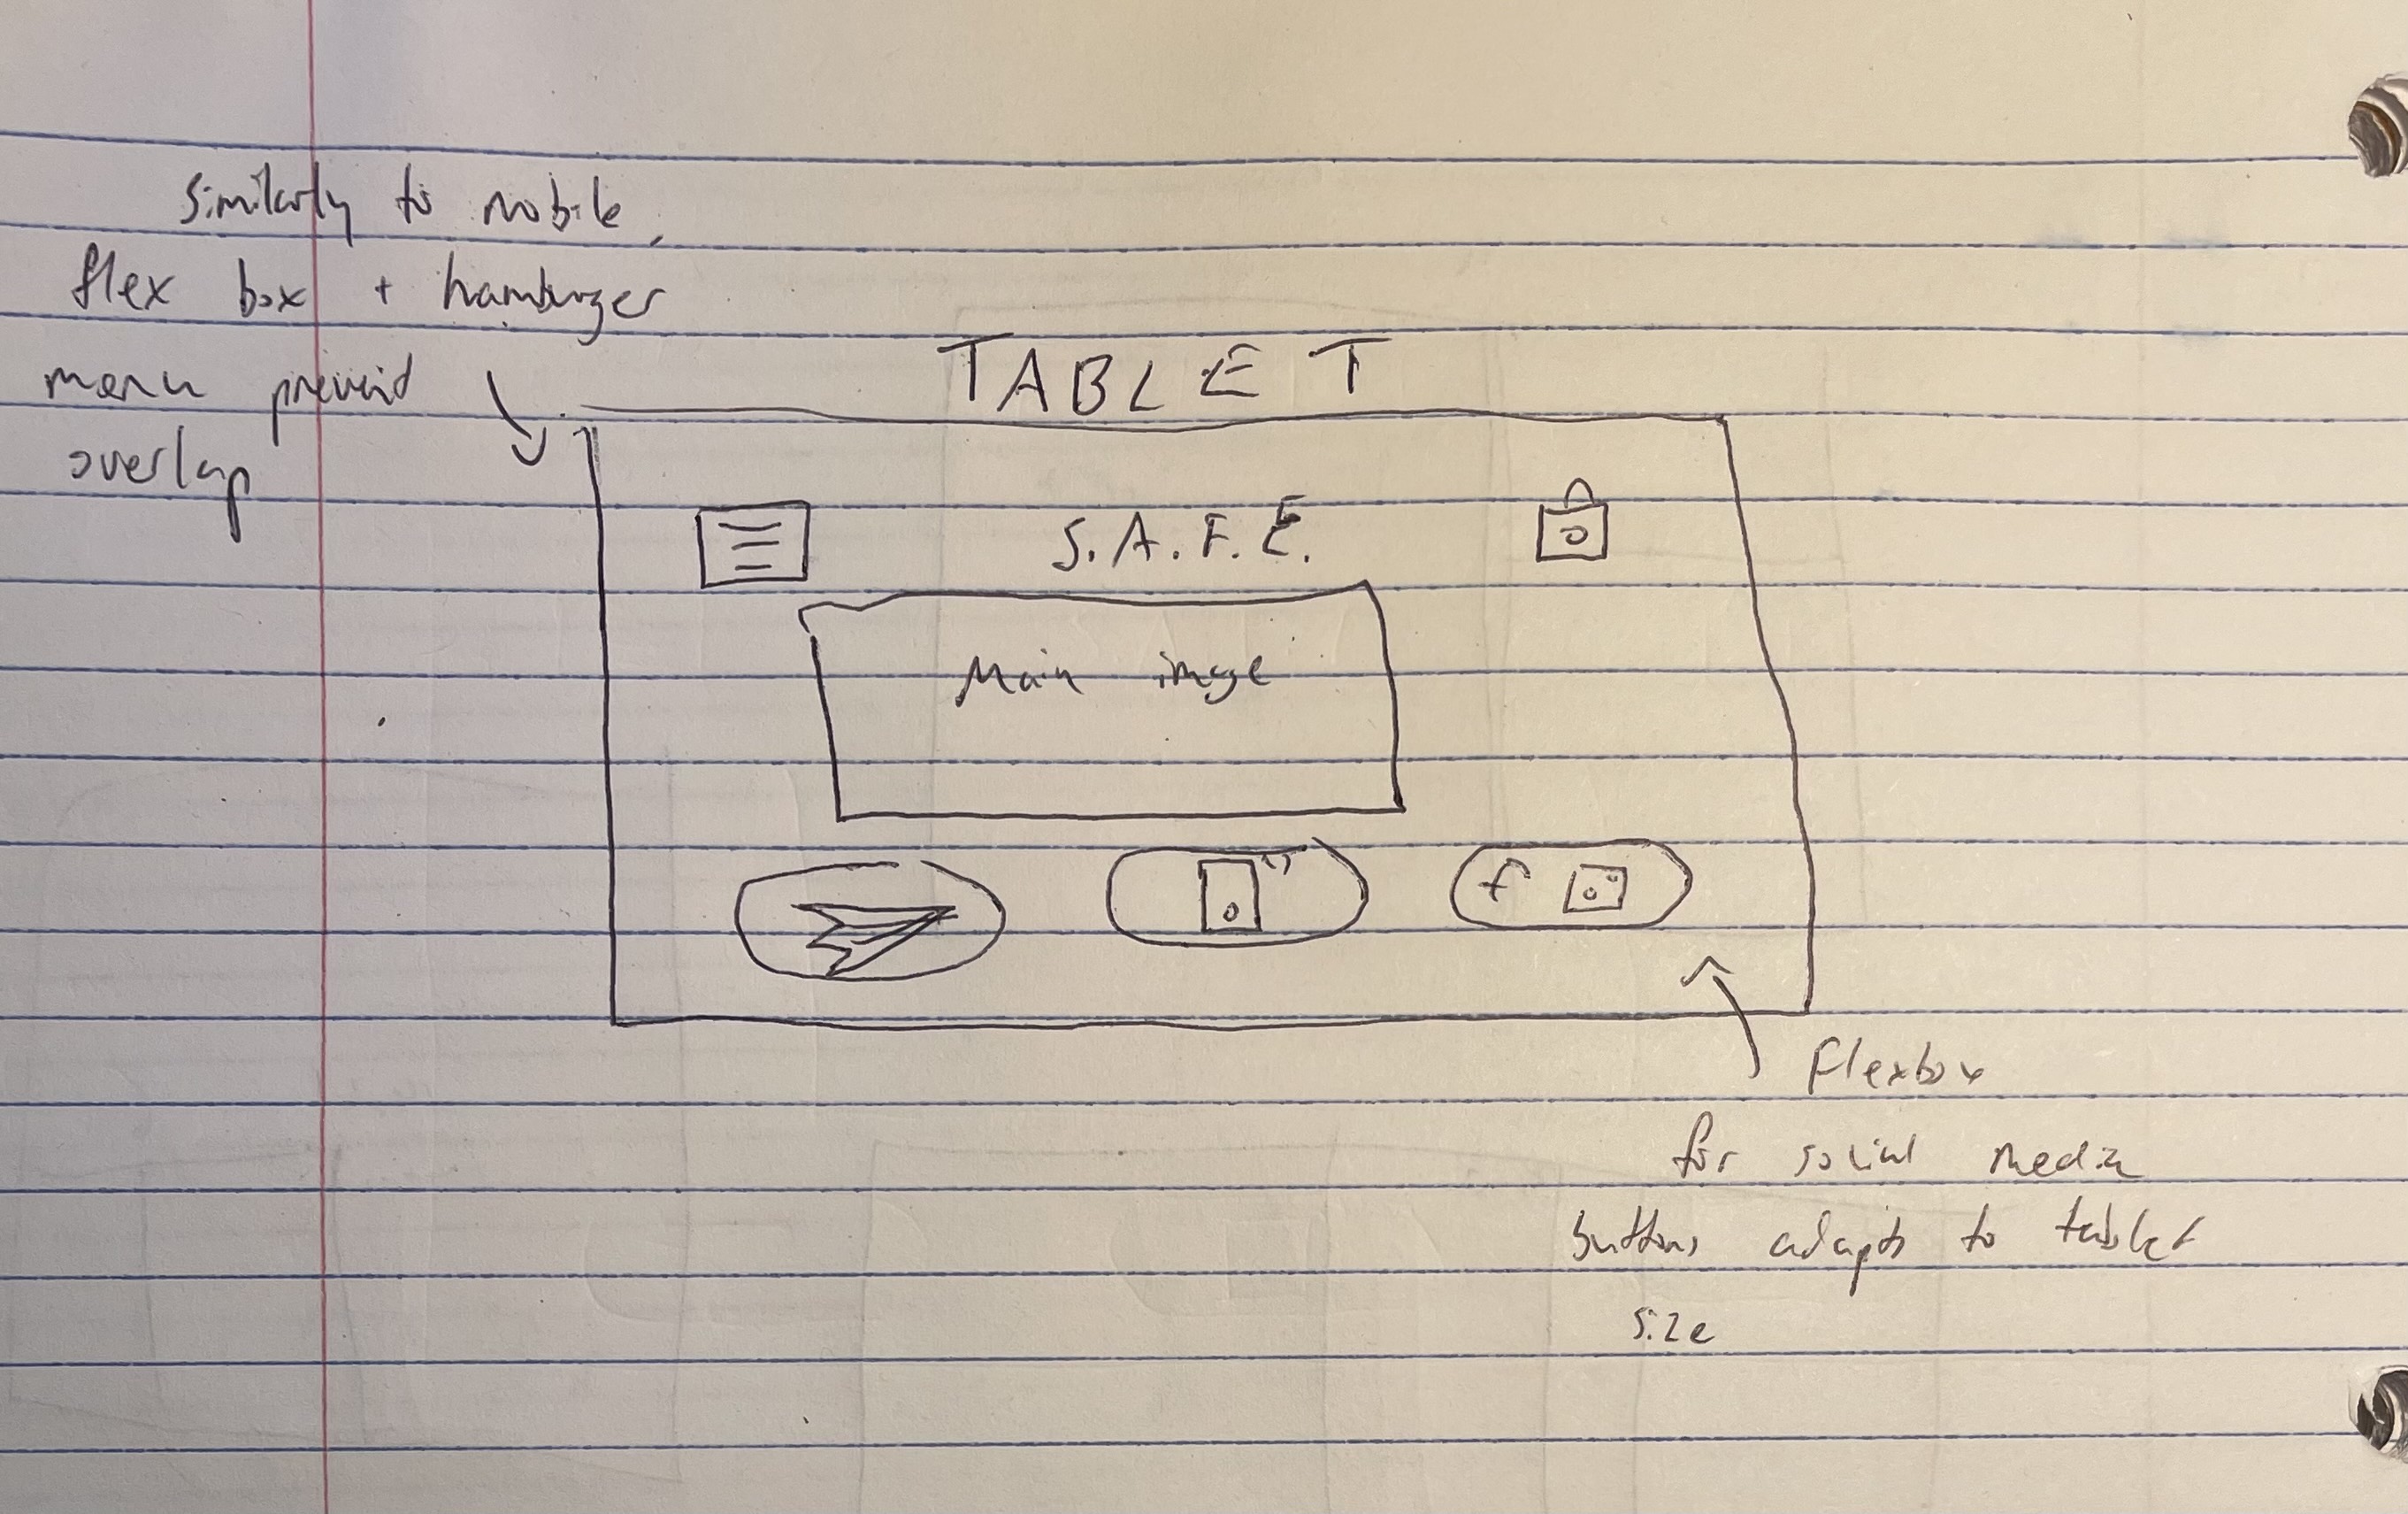 Similarly to mobile,
flex box + hamburger
menu prevent
overlap
TABLET
S.A.F.E.
Main image
f
Flexbox
for social media
buttons adapts to tablet
size